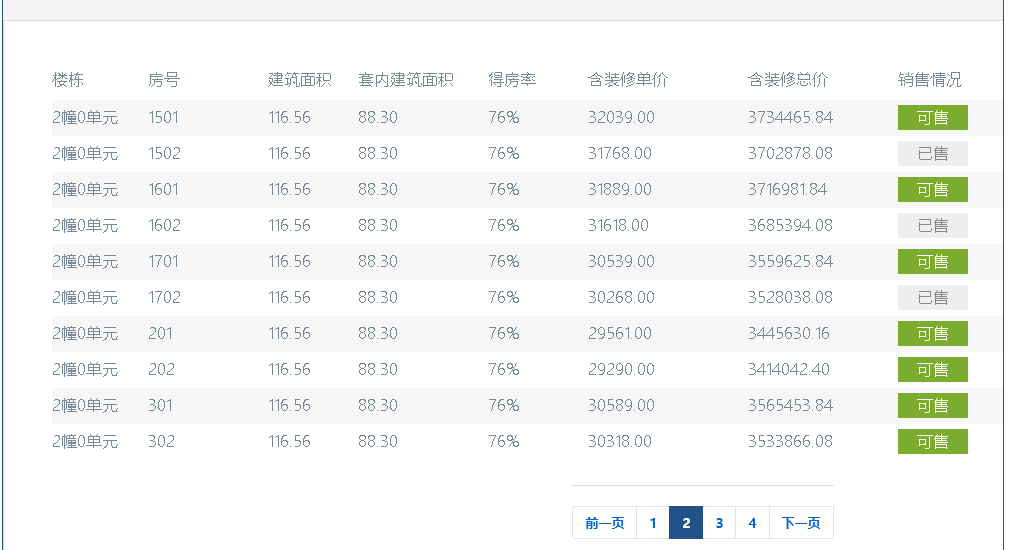 楼栋 房号 建筑面积 套内建筑面积 得房率 含装修单价 含装修总价 销售情况
2幢0单元 1501 116.56 88.30 76% 32039.00 3734465.84 可售
2幢0单元 1502 116.56 88.30 76% 31768.00 3702878.08 已售
2幢0单元 1601 116.56 88.30 76% 31889.00 3716981.84 可售
2幢0单元 1602 116.56 88.30 76% 31618.00 3685394.08 已售
2幢0单元 1701 116.56 88.30 76% 30539.00 3559625.84 可售
2幢0单元 1702 116.56 88.30 76% 30268.00 3528038.08 已售
2幢0单元 201 116.56 88.30 76% 29561.00 3445630.16 可售
2幢0单元 202 116.56 88.30 76% 29290.00 3414042.40 可售
2幢0单元 301 116.56 88.30 76% 30589.00 3565453.84 可售
2幢0单元 302 116.56 88.30 76% 30318.00 3533866.08 可售
前一页 1 2 3 4 下一页